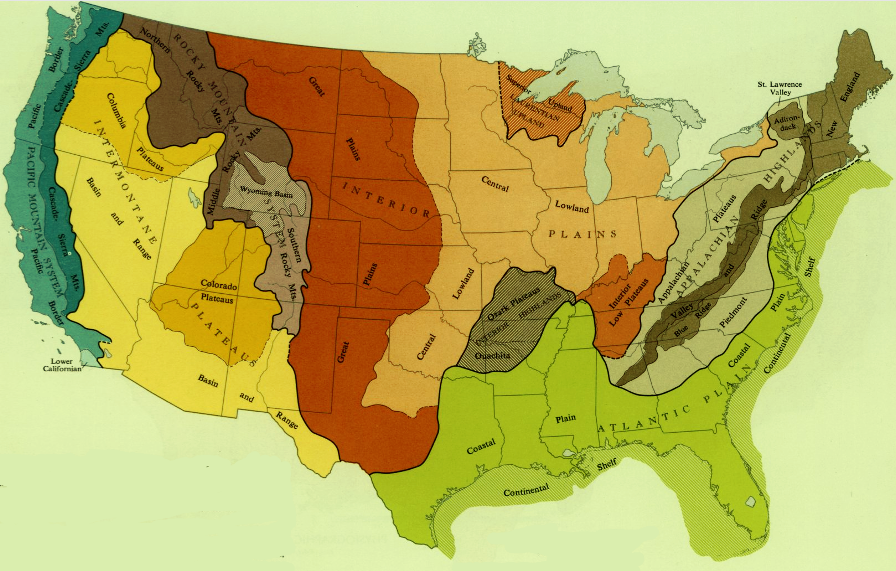 Pacific Border
Cascade-Sierra Mts.
PACIFIC MOUNTAIN SYSTEM
Cascade-Sierra Mts.
Pacific Border
Lower
Californian
Columbia
Plateaus
INTERMONTANE
PLATEAUS
Basin
and
Range
Colorado
Plateaus
Basin
and
Range
Northern
Rocky
Mts.
ROCKY MOUNTAIN
SYSTEM
Middle
Rocky
Mts.
Wyoming Basin
Southern
Rocky Mts.
Great
Plains
INTERIOR
PLAINS
Plains
Great
Central
Lowland
Lowland
Central
Superior
Upland
LAURENTIAN
UPLAND
Ozark Plateaus
INTERIOR HIGHLANDS
Ouachita
Interior
Low Plateaus
Appalachian
Plateaus
APPALACHIAN
HIGHLANDS
Valley
and
Ridge
Blue Ridge
Piedmont
St. Lawrence
Valley
Adiron-
dack
New England
ATLANTIC PLAIN
Coastal
Plain
Coastal
Plain
Continental
Shelf
Continental
Shelf